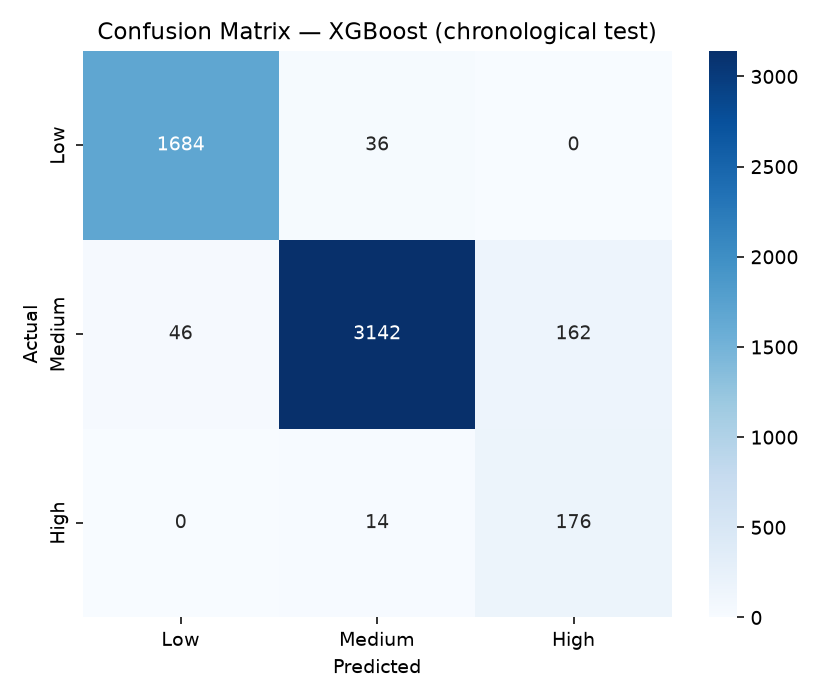 Confusion Matrix — XGBoost (chronological test)
Actual
Low
1684 36 0
Medium
46 3142 162
High
0 14 176
Low Medium High
Predicted
3000
2500
2000
1500
1000
500
0